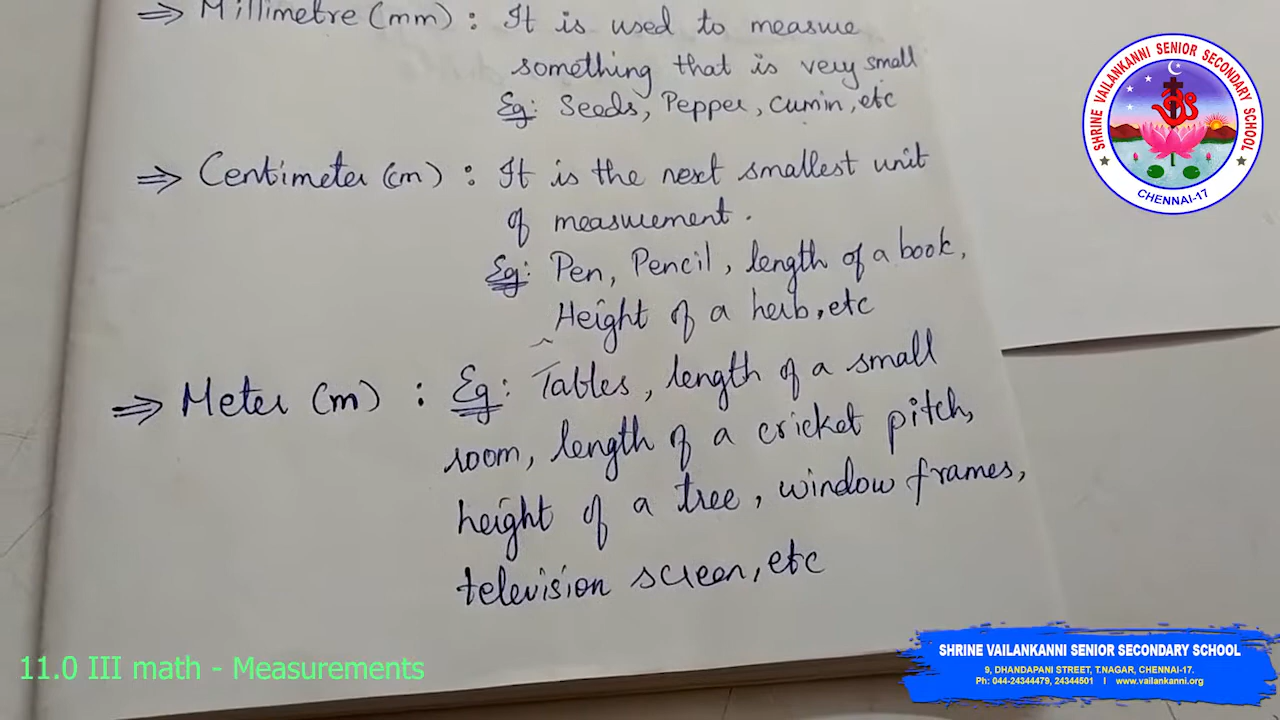 ⇒ Millimetre (mm) : It is used to measure
something that is very small
Eg: Seeds, Pepper, Cumin, etc
⇒ Centimeter (cm) : It is the next smallest unit
of measurement.
Eg: Pen, Pencil, length of a book,
Height of a herb, etc
⇒ Meter (m) : Eg: Tables, length of a small
room, length of a cricket pitch,
height of a tree, window frames,
television screen, etc
SHRINE VAILANKANNI SENIOR SECONDARY SCHOOL
CHENNAI-17
11.0 III math - Measurements
SHRINE VAILANKANNI SENIOR SECONDARY SCHOOL
9, DHANDAPANI STREET, T.NAGAR, CHENNAI-17.
Ph: 044-24344479, 24344501 I www.vailankanni.org